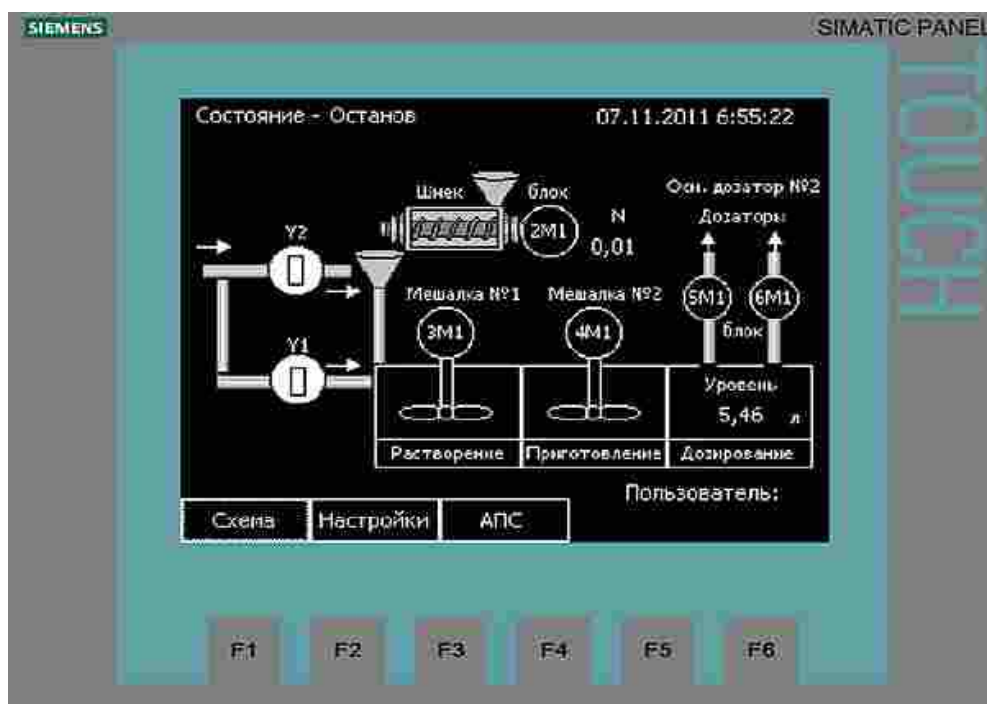 SIEMENS
SIMATIC PANEL
TOUCH
Состояние - Останов
07.11.2011 6:55:22
Шнек
блок
2M1
N
0,01
Осн. дозатор №2
Дозаторы
Y2
Мешалка №1
Мешалка №2
5M1
6M1
блок
3M1
4M1
Y1
Уровень
5,46 л
Растворение
Приготовление
Дозирование
Пользователь:
Схема
Настройки
АПС
F1
F2
F3
F4
F5
F6